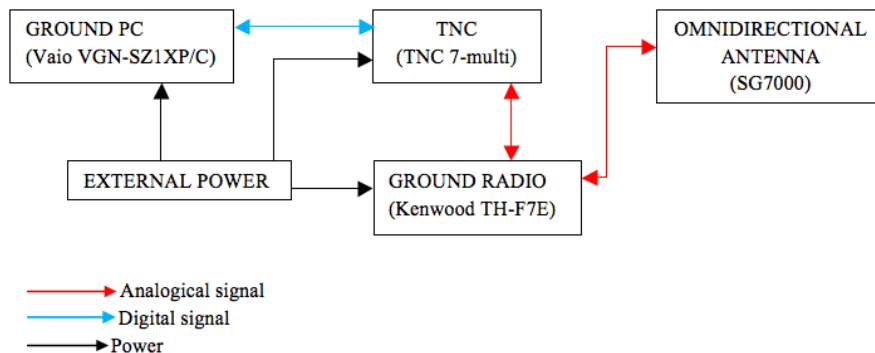 GROUND PC
(Vaio VGN-SZ1XP/C)
TNC
(TNC 7-multi)
OMNIDIRECTIONAL
ANTENNA
(SG7000)
EXTERNAL POWER
GROUND RADIO
(Kenwood TH-F7E)
Analogical signal
Digital signal
Power